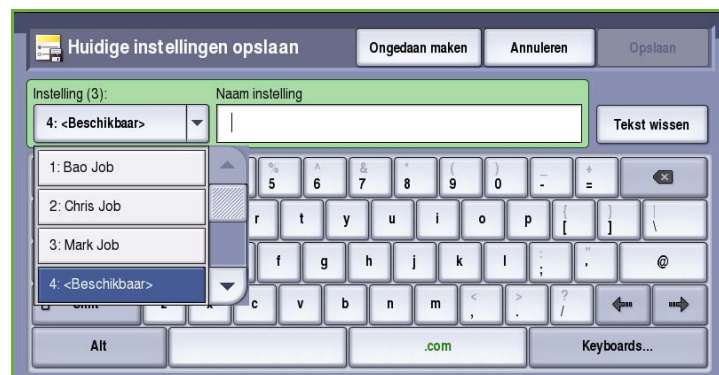 Huidige instellingen opslaan
Ongedaan maken
Annuleren
Opslaan
Instelling (3):
Naam instelling
4: <Beschikbaar>
Tekst wissen
1: Bao Job
2: Chris Job
3: Mark Job
4: <Beschikbaar>
% 5 ^ 6 & 7 * 8 ( 9 ) 0 _ - + =
r t y u i o p { [ } ] | \
f g h j k l : ; " ' @
c v b n m < , > . ? /
Alt .com Keyboards...